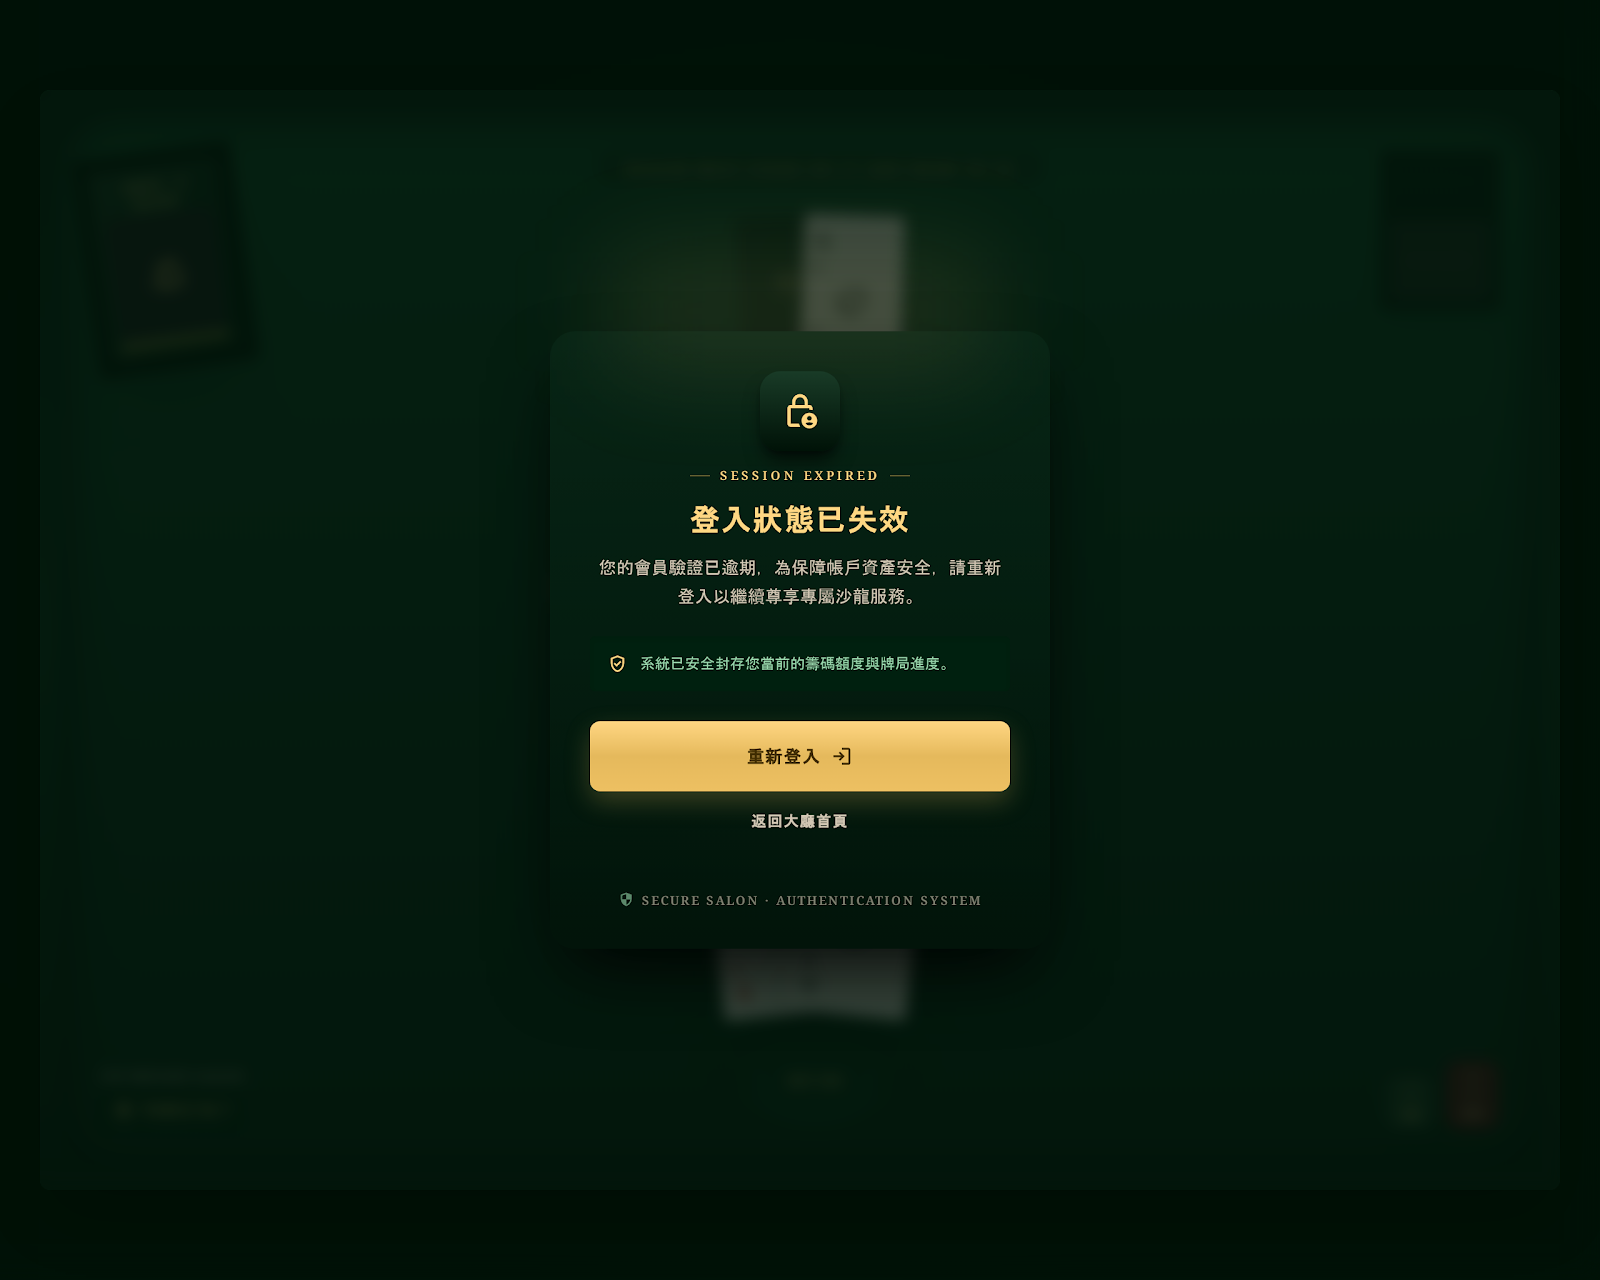 SESSION EXPIRED
登入狀態已失效
您的會員驗證已逾期，為保障帳戶資產安全，請重新
登入以繼續尊享專屬沙龍服務。
系統已安全封存您當前的籌碼額度與牌局進度。
重新登入
返回大廳首頁
SECURE SALON · AUTHENTICATION SYSTEM